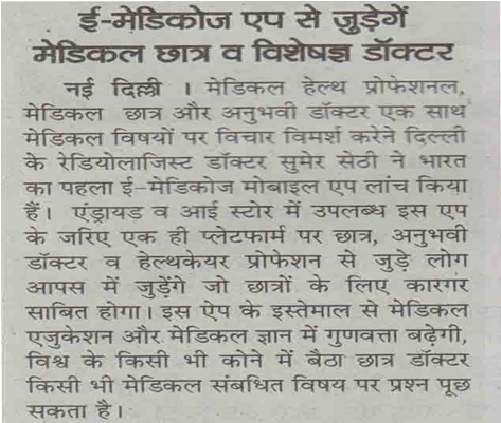 ई-मेडिकोज एप से जुड़ेगें
मेडिकल छात्र व विशेषज्ञ डॉक्टर
नई दिल्ली । मेडिकल हेल्थ प्रोफेशनल,
मेडिकल छात्र और अनुभवी डॉक्टर एक साथ
मेडिकल विषयों पर विचार विमर्श करेने दिल्ली
के रेडियोलाजिस्ट डॉक्टर सुमेर सेठी ने भारत
का पहला ई-मेडिकोज मोबाइल एप लांच किया
हैं। एंड्रायड व आई स्टोर में उपलब्ध इस एप
के जरिए एक ही प्लेटफार्म पर छात्र, अनुभवी
डॉक्टर व हेल्थकेयर प्रोफेशन से जुड़े लोग
आपस में जुड़ेंगे जो छात्रों के लिए कारगर
साबित होगा। इस ऐप के इस्तेमाल से मेडिकल
एजुकेशन और मेडिकल ज्ञान में गुणवत्ता बढ़ेगी,
विश्व के किसी भी कोने में बैठा छात्र डॉक्टर
किसी भी मेडिकल संबधित विषय पर प्रश्न पूछ
सकता है।